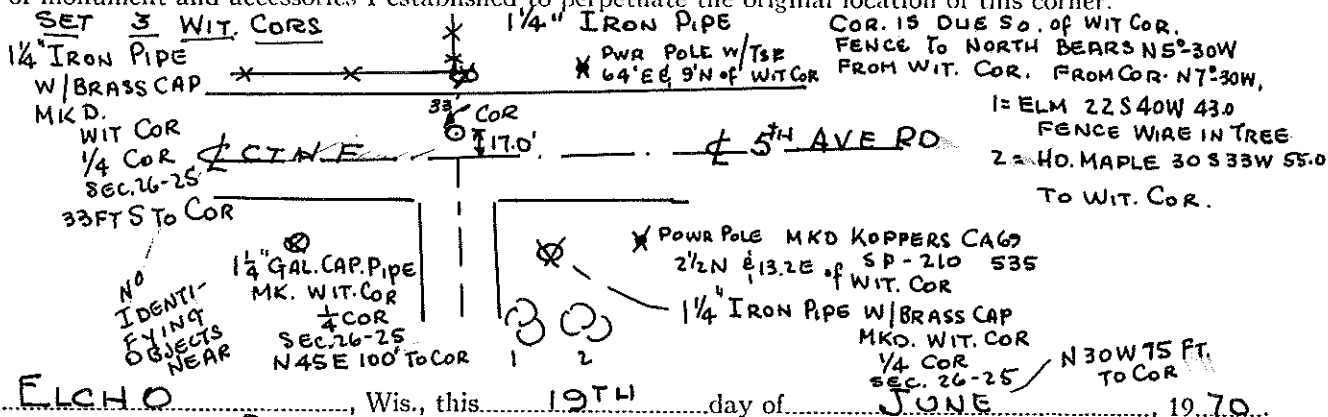 of monument and accessories I established to perpetuate the original location of this corner.
SET 3 WIT. CORS
1¼" IRON PIPE
W/BRASS CAP
MKD.
WIT COR
1/4 COR
SEC. 26-25
33 FT S TO COR
NO
IDENTI-
FYING
OBJECTS
NEAR
1¼" IRON PIPE
PWR POLE W/TSE
64'E & 9'N of WIT COR
COR. IS DUE SO. of WIT COR.
FENCE TO NORTH BEARS N5°-30W
FROM WIT. COR. FROM COR. N7°-30W,
1= ELM 22 S40W 43.0
FENCE WIRE IN TREE
2= HD. MAPLE 30 S33W 55.0
TO WIT. COR.
33'
COR
17.0'
℄ CTH E
℄ 5TH AVE RD
1¼" GAL. CAP. PIPE
MK. WIT. COR
¼ COR
SEC. 26-25
N45E 100' TO COR
POWR POLE MKD KOPPERS CA69
2½N & 13.2E of SP-210 535
WIT. COR
1¼" IRON PIPE W/BRASS CAP
MKD. WIT. COR
1/4 COR
SEC. 26-25
N30W 75 FT.
TO COR
1 2
ELCHO, Wis., this 19TH day of JUNE, 1970.